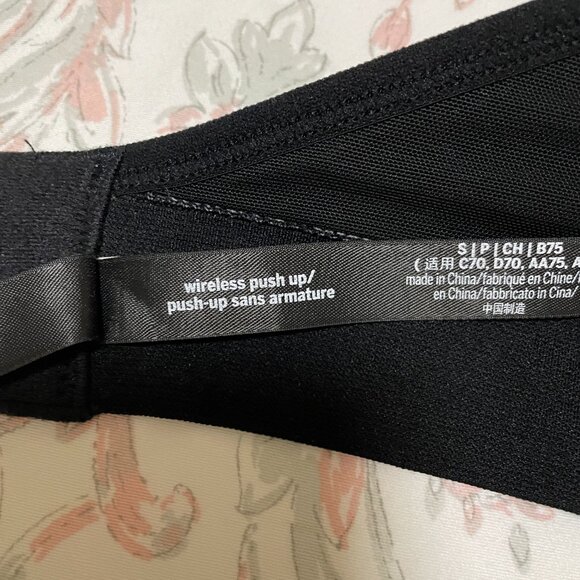 wireless push up/
push-up sans armature
S | P | CH | B75
( 适用 C70, D70, AA75, A
made in China/fabriqué en Chine/
en China/fabbricato in Cina/
中国制造